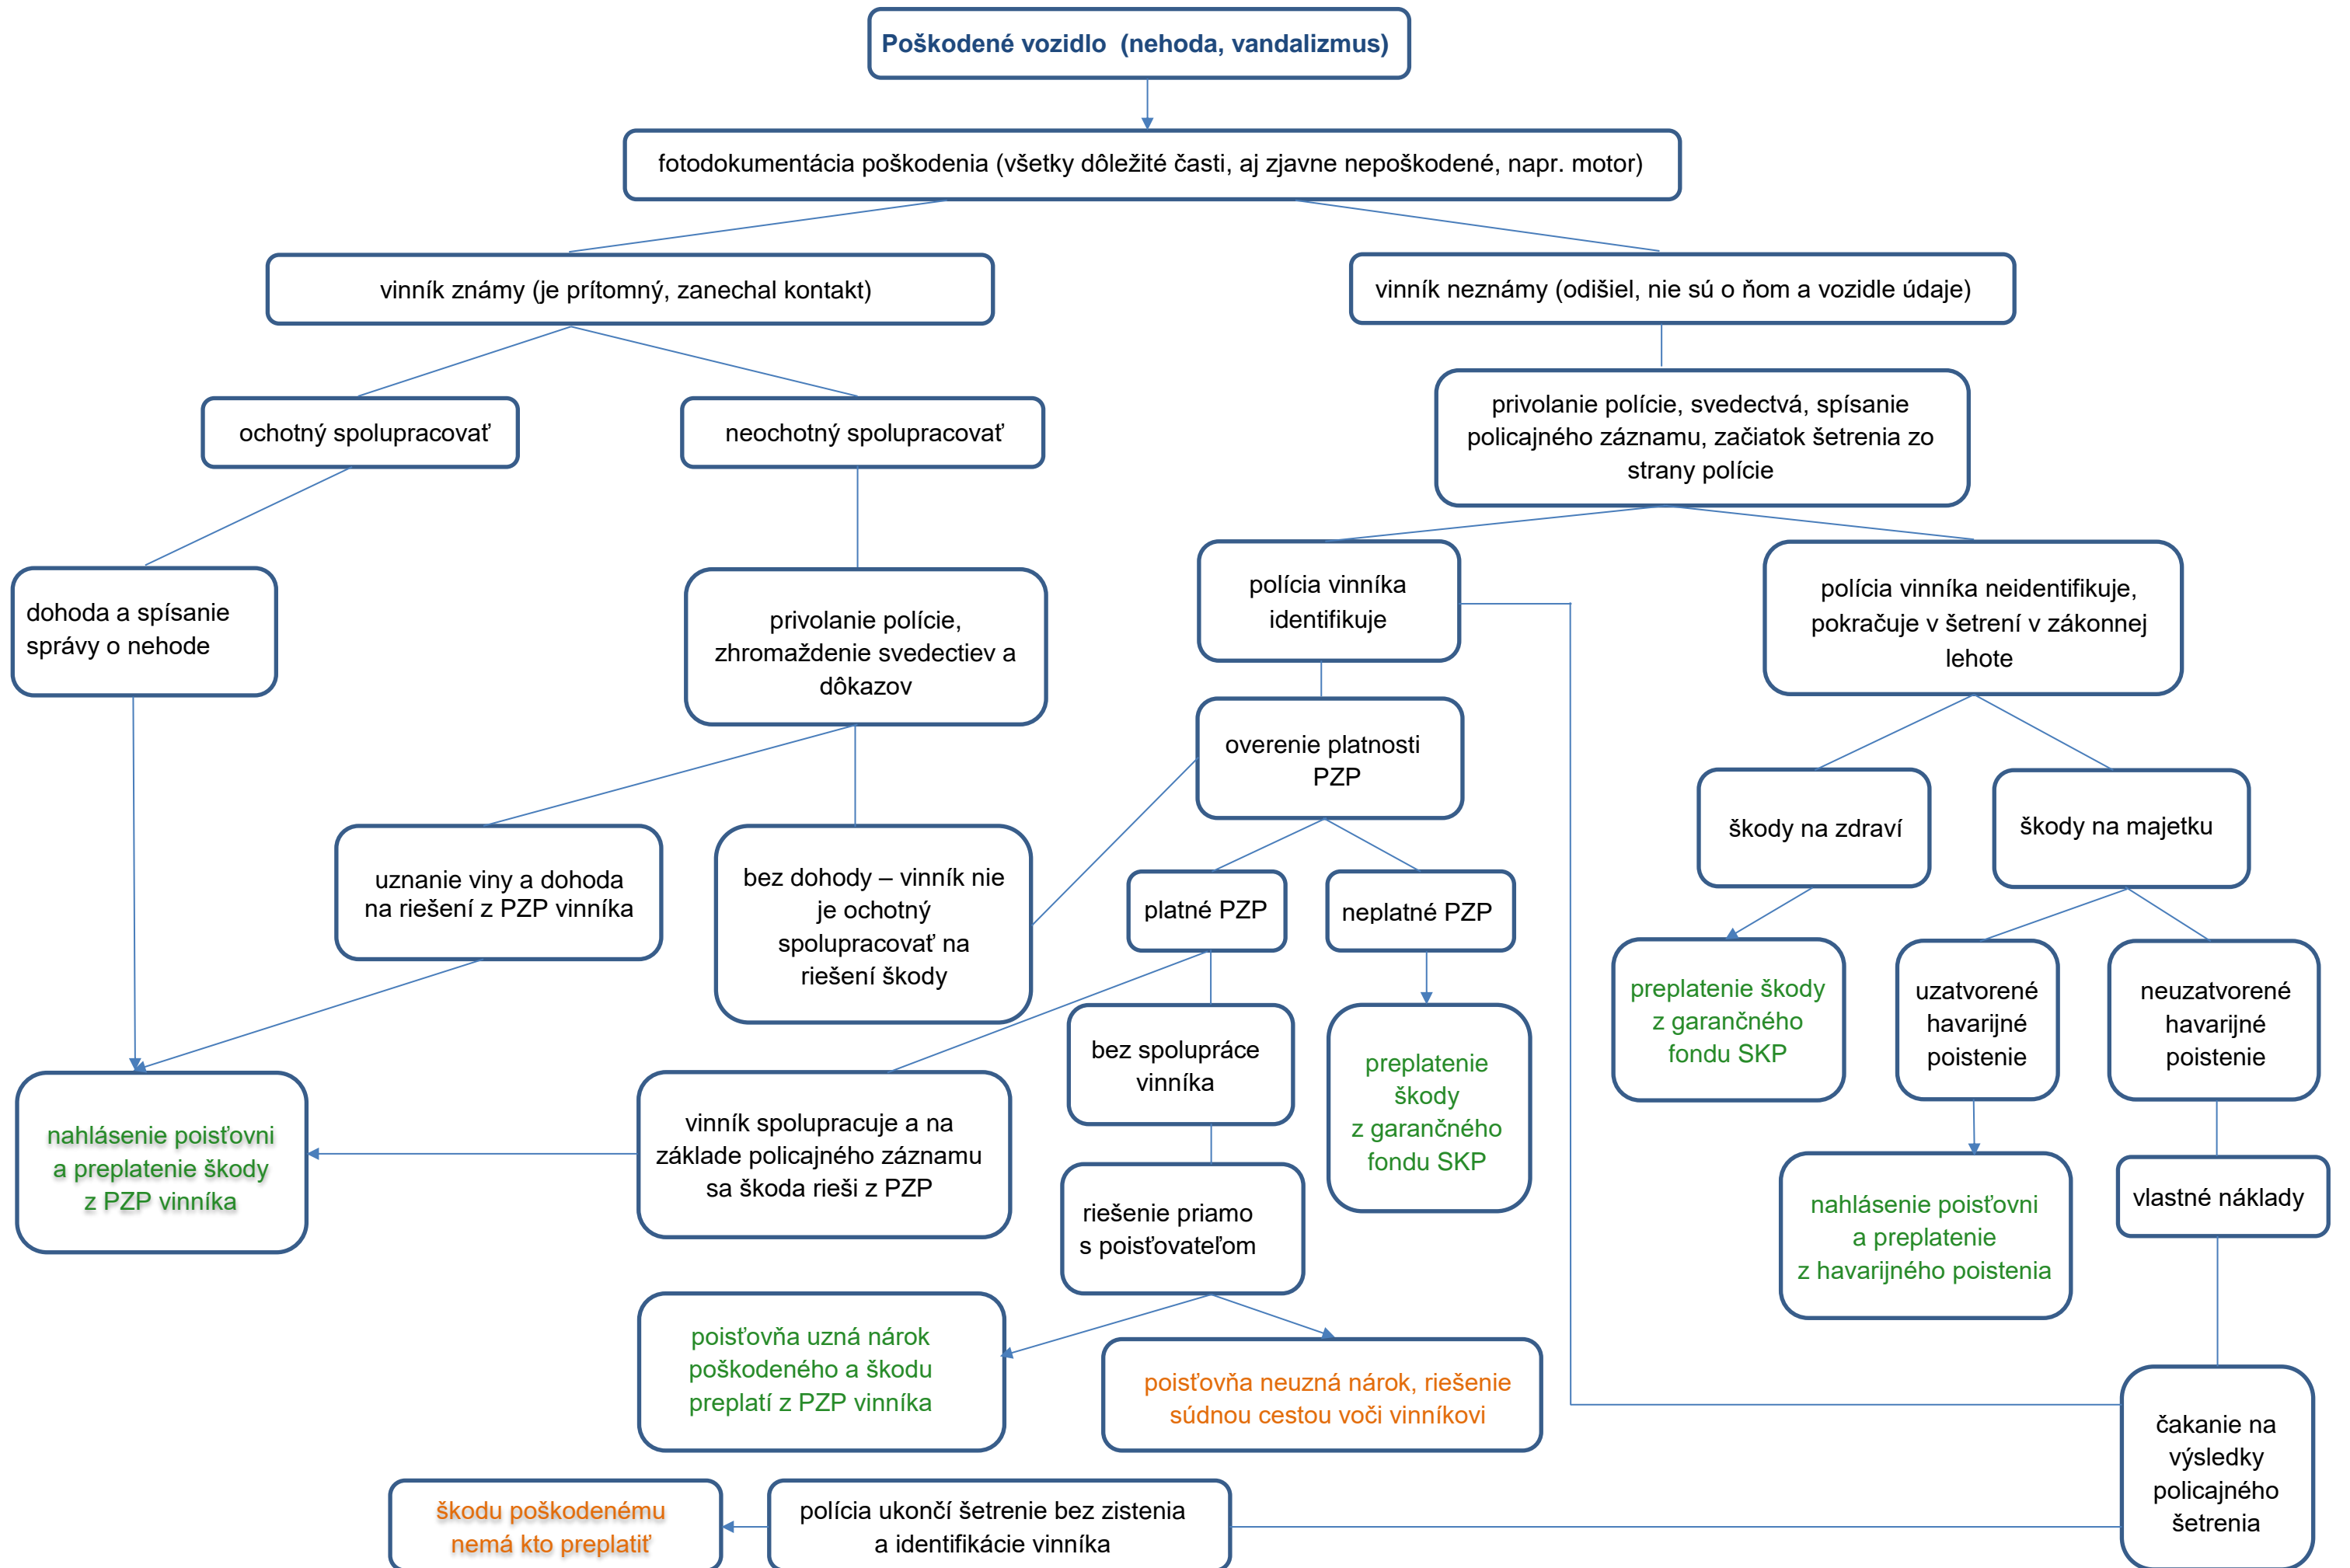 Poškodené vozidlo (nehoda, vandalizmus)
fotodokumentácia poškodenia (všetky dôležité časti, aj zjavne nepoškodené, napr. motor)
vinník známy (je prítomný, zanechal kontakt)
vinník neznámy (odišiel, nie sú o ňom a vozidle údaje)
ochotný spolupracovať
neochotný spolupracovať
privolanie polície, svedectvá, spísanie
policajného záznamu, začiatok šetrenia zo
strany polície
dohoda a spísanie
správy o nehode
privolanie polície,
zhromaždenie svedectiev a
dôkazov
polícia vinníka
identifikuje
polícia vinníka neidentifikuje,
pokračuje v šetrení v zákonnej
lehote
overenie platnosti
PZP
škody na zdraví
škody na majetku
uznanie viny a dohoda
na riešení z PZP vinníka
bez dohody – vinník nie
je ochotný
spolupracovať na
riešení škody
platné PZP
neplatné PZP
preplatenie škody
z garančného
fondu SKP
uzatvorené
havarijné
poistenie
neuzatvorené
havarijné
poistenie
bez spolupráce
vinníka
preplatenie
škody
z garančného
fondu SKP
nahlásenie poisťovni
a preplatenie škody
z PZP vinníka
vinník spolupracuje a na
základe policajného záznamu
sa škoda rieši z PZP
riešenie priamo
s poisťovateľom
nahlásenie poisťovni
a preplatenie
z havarijného poistenia
vlastné náklady
poisťovňa uzná nárok
poškodeného a škodu
preplatí z PZP vinníka
poisťovňa neuzná nárok, riešenie
súdnou cestou voči vinníkovi
čakanie na
výsledky
policajného
šetrenia
škodu poškodenému
nemá kto preplatiť
polícia ukončí šetrenie bez zistenia
a identifikácie vinníka